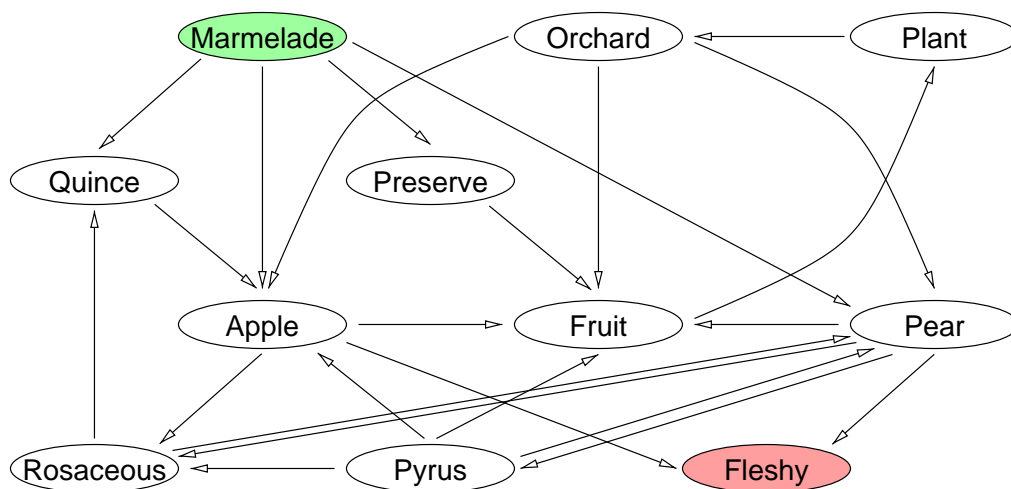 Marmelade
Orchard
Plant
Quince
Preserve
Apple
Fruit
Pear
Rosaceous
Pyrus
Fleshy